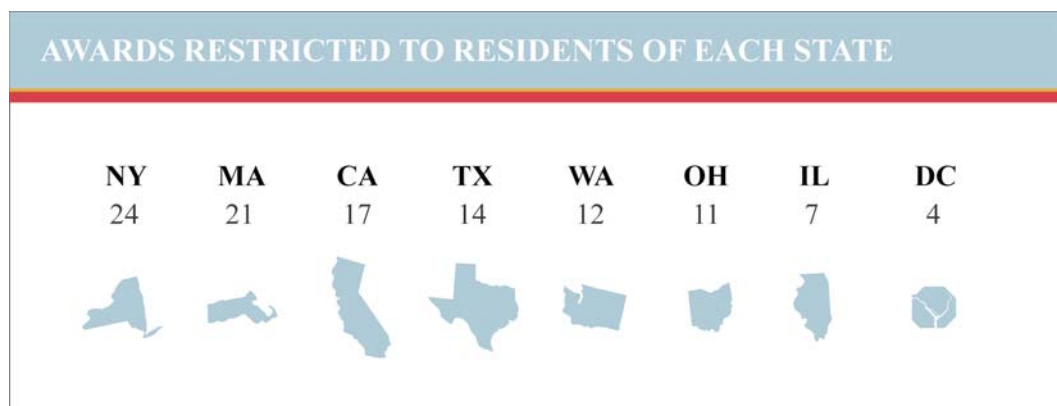 AWARDS RESTRICTED TO RESIDENTS OF EACH STATE
NY MA CA TX WA OH IL DC
24 21 17 14 12 11 7 4